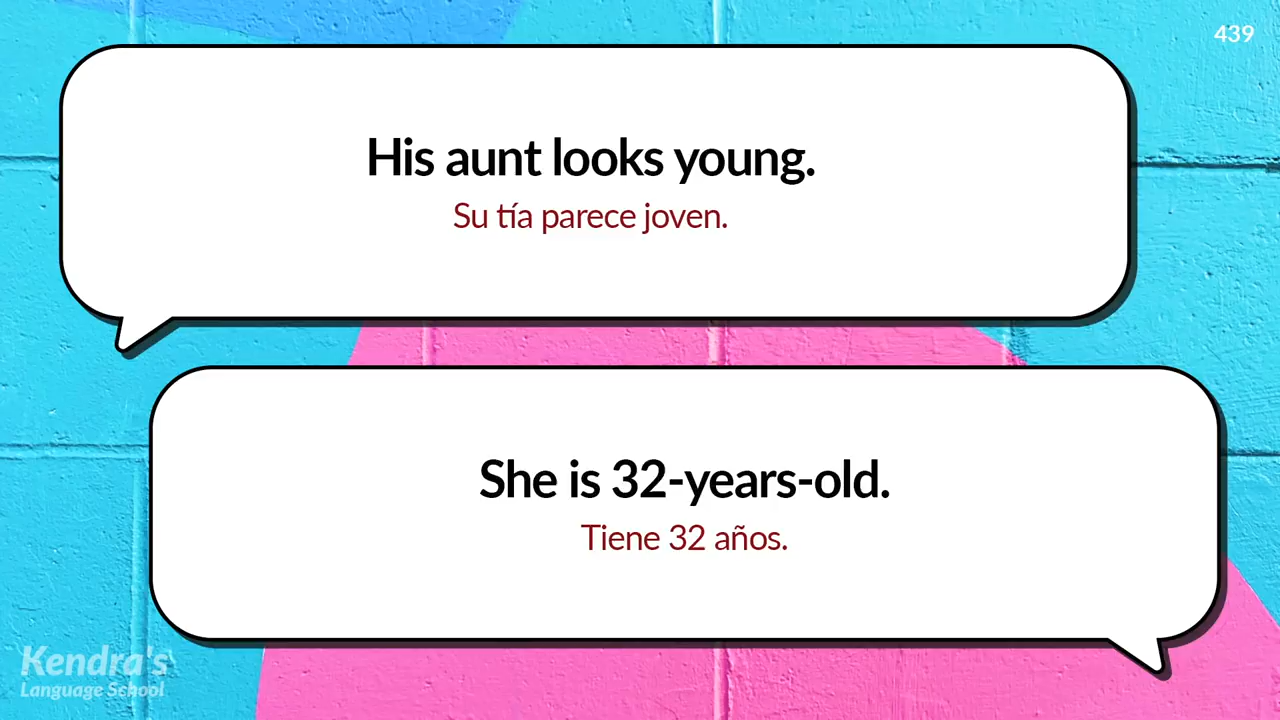 439
His aunt looks young.
Su tía parece joven.
She is 32-years-old.
Tiene 32 años.
Kendra's
Language School